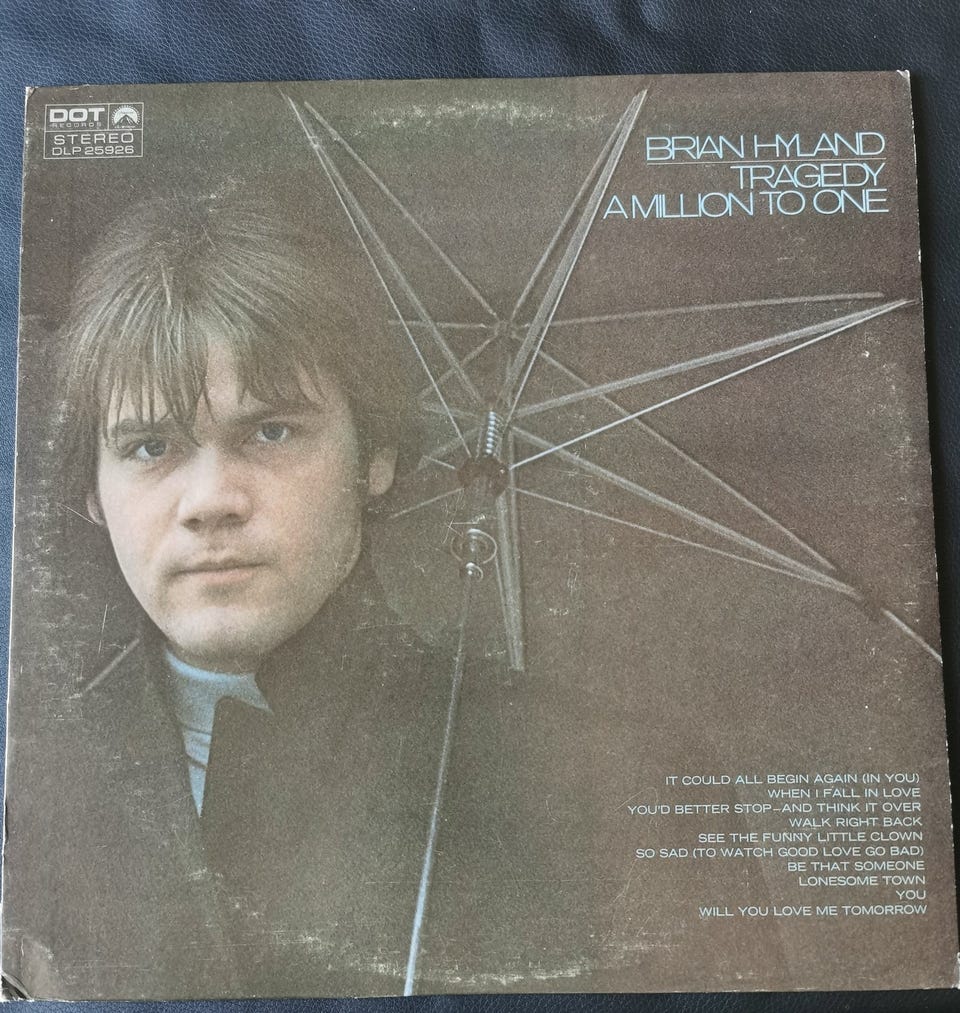 DOT
RECORDS
STEREO
DLP 25926
BRIAN HYLAND
TRAGEDY
A MILLION TO ONE
IT COULD ALL BEGIN AGAIN (IN YOU)
WHEN I FALL IN LOVE
YOU'D BETTER STOP–AND THINK IT OVER
WALK RIGHT BACK
SEE THE FUNNY LITTLE CLOWN
SO SAD (TO WATCH GOOD LOVE GO BAD)
BE THAT SOMEONE
LONESOME TOWN
YOU
WILL YOU LOVE ME TOMORROW